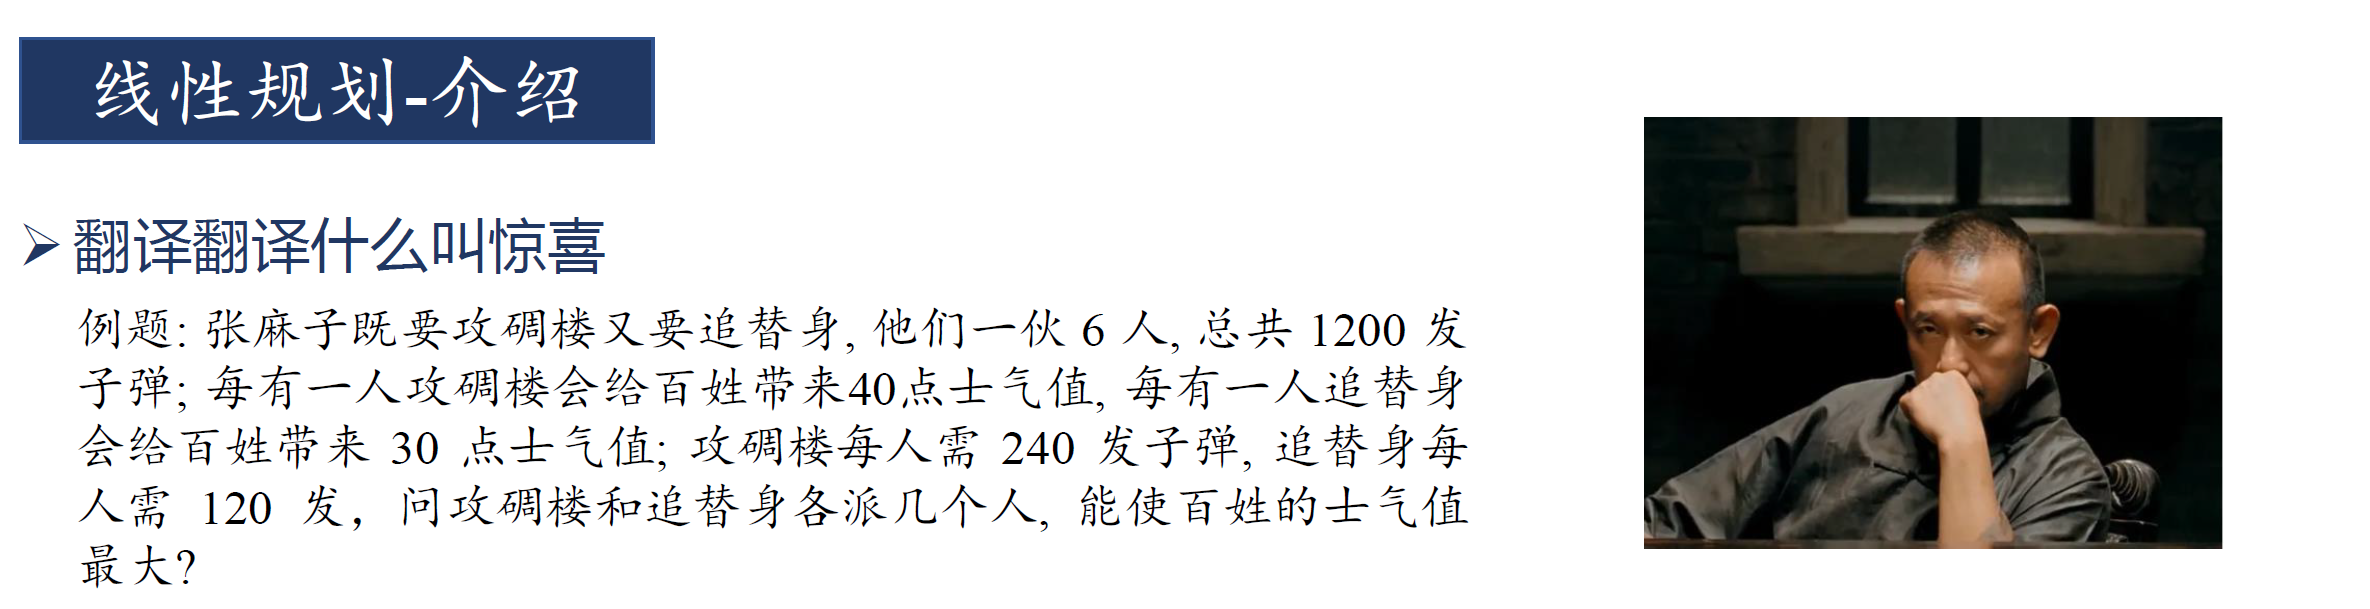 线性规划-介绍
翻译翻译什么叫惊喜
例题: 张麻子既要攻碉楼又要追替身, 他们一伙 6 人, 总共 1200 发
子弹; 每有一人攻碉楼会给百姓带来40点士气值, 每有一人追替身
会给百姓带来 30 点士气值; 攻碉楼每人需 240 发子弹, 追替身每
人需 120 发，问攻碉楼和追替身各派几个人, 能使百姓的士气值
最大?